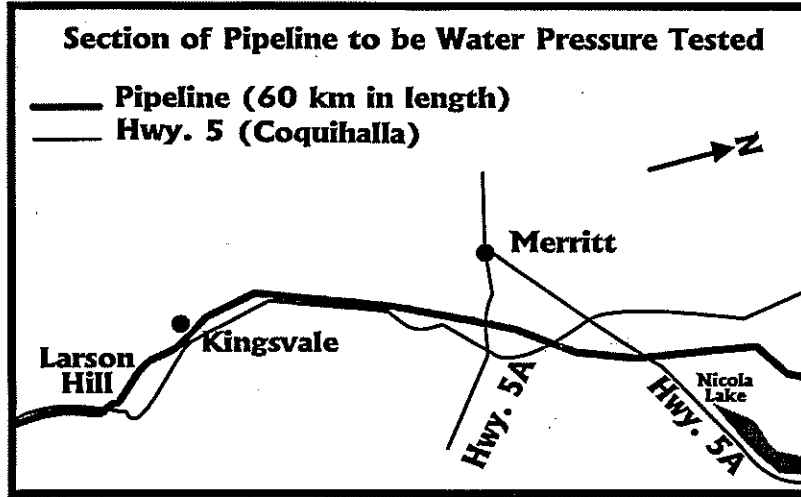 Section of Pipeline to be Water Pressure Tested
Pipeline (60 km in length)
Hwy. 5 (Coquihalla)
N
Merritt
Kingsvale
Larson
Hill
Hwy. 5A
Hwy. 5A
Nicola
Lake